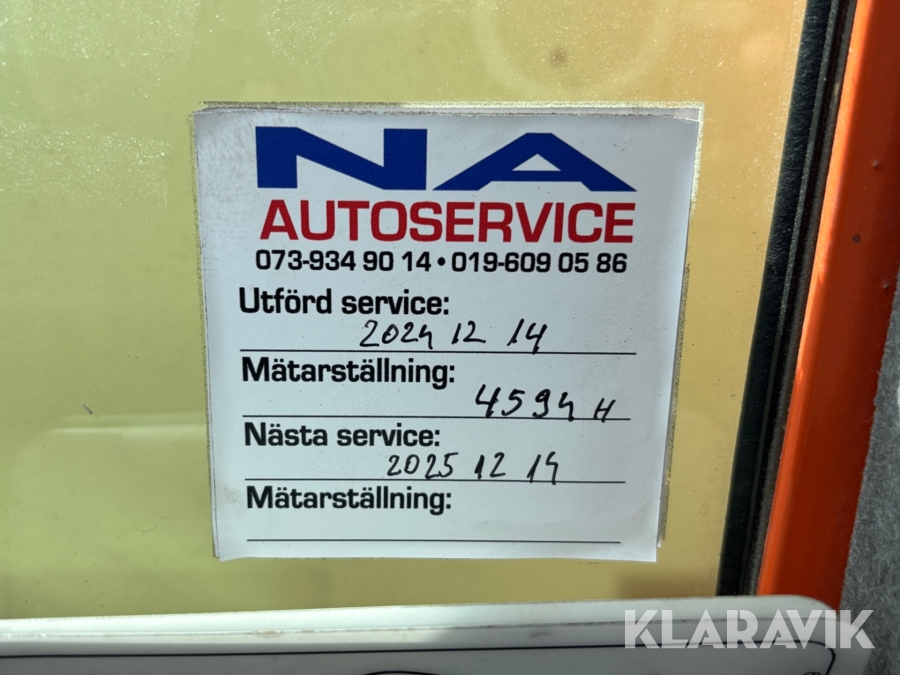 NA
AUTOSERVICE
073-934 90 14 • 019-609 05 86
Utförd service:
2024 12 14
Mätarställning:
4594 H
Nästa service:
2025 12 14
Mätarställning:
KLARAVIK